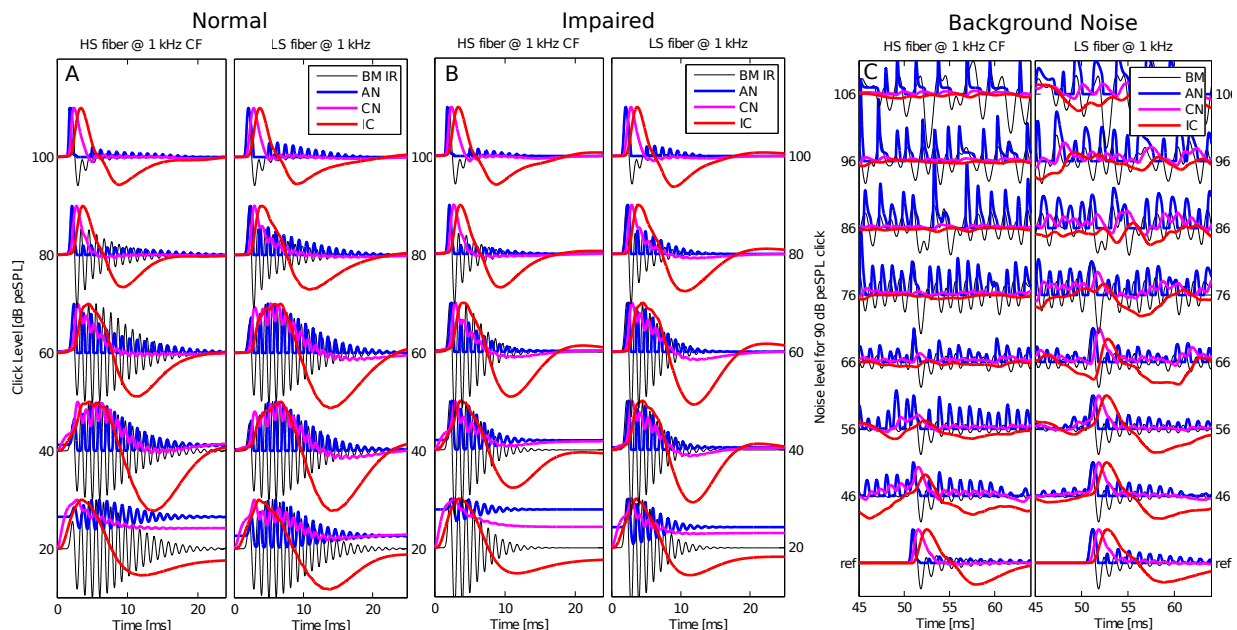 Normal
Impaired
Background Noise
HS fiber @ 1 kHz CF
LS fiber @ 1 kHz
HS fiber @ 1 kHz CF
LS fiber @ 1 kHz
HS fiber @ 1 kHz CF
LS fiber @ 1 kHz
A
B
C
BM IR
AN
CN
IC
BM IR
AN
CN
IC
BM
AN
CN
IC
Click Level [dB peSPL]
100
80
60
40
20
100
80
60
40
20
Noise level for 90 dB peSPL click
106
96
86
76
66
56
46
ref
106
96
86
76
66
56
46
ref
0 10 20
0 10 20
0 10 20
0 10 20
45 50 55 60
45 50 55 60
Time [ms]
Time [ms]
Time [ms]
Time [ms]
Time [ms]
Time [ms]